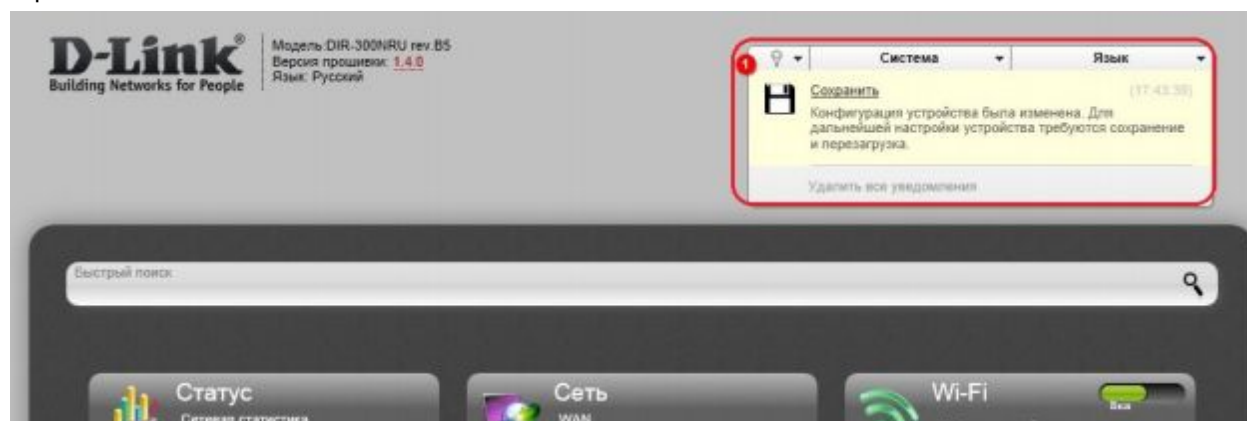 D-Link®
Building Networks for People
Модель:DIR-300NRU rev.B5
Версия прошивки: 1.4.0
Язык: Русский
1
Система
Язык
Сохранить (17:43:39)
Конфигурация устройства была изменена. Для
дальнейшей настройки устройства требуются сохранение
и перезагрузка.
Удалить все уведомления
Быстрый поиск
Статус
Сетевая статистика
Сеть
WAN
Wi-Fi
Вкл